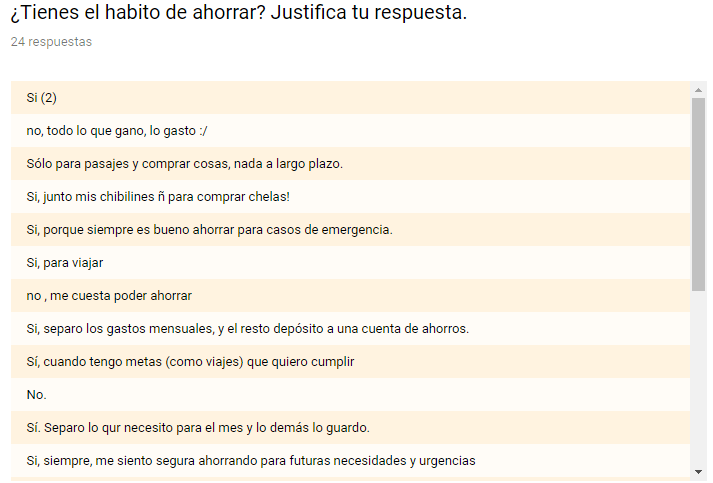 ¿Tienes el habito de ahorrar? Justifica tu respuesta.
24 respuestas
Si (2)
no, todo lo que gano, lo gasto :/
Sólo para pasajes y comprar cosas, nada a largo plazo.
Si, junto mis chibilines ñ para comprar chelas!
Si, porque siempre es bueno ahorrar para casos de emergencia.
Si, para viajar
no , me cuesta poder ahorrar
Si, separo los gastos mensuales, y el resto depósito a una cuenta de ahorros.
Sí, cuando tengo metas (como viajes) que quiero cumplir
No.
Sí. Separo lo qur necesito para el mes y lo demás lo guardo.
Si, siempre, me siento segura ahorrando para futuras necesidades y urgencias